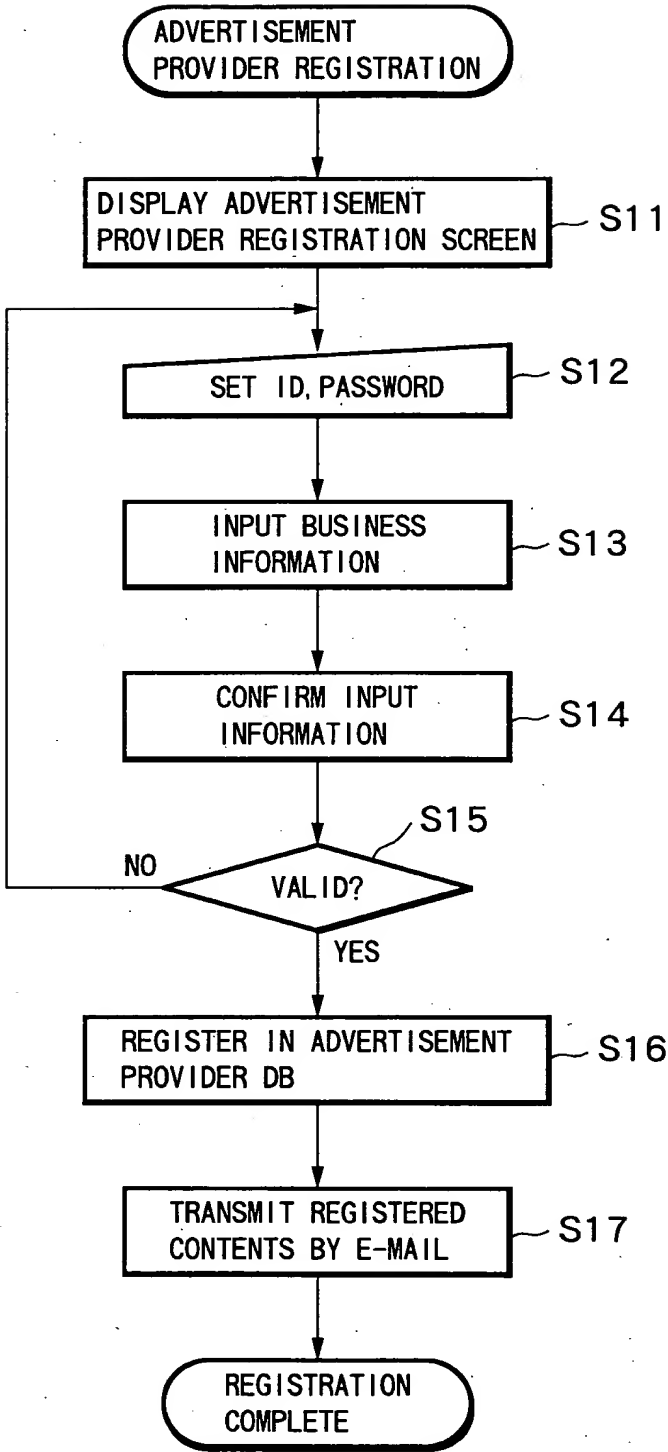 ADVERTISEMENT
PROVIDER REGISTRATION
DISPLAY ADVERTISEMENT
PROVIDER REGISTRATION SCREEN
S11
SET ID, PASSWORD
S12
INPUT BUSINESS
INFORMATION
S13
CONFIRM INPUT
INFORMATION
S14
S15
NO
VALID?
YES
REGISTER IN ADVERTISEMENT
PROVIDER DB
S16
TRANSMIT REGISTERED
CONTENTS BY E-MAIL
S17
REGISTRATION
COMPLETE